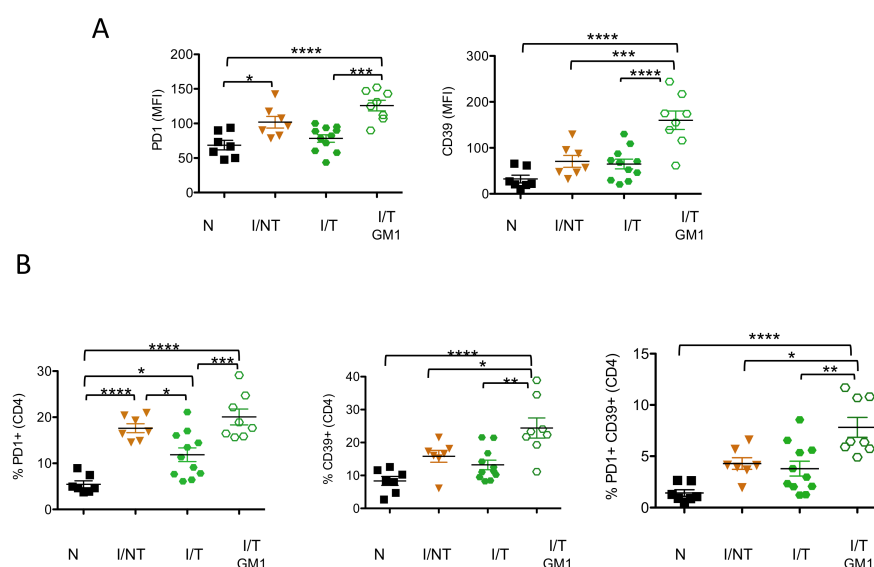 A
PD1 (MFI)
200
150
100
50
0
****
*
***
N I/NT I/T I/T
GM1
CD39 (MFI)
300
200
100
0
****
***
****
N I/NT I/T I/T
GM1
B
% PD1+ (CD4)
30
20
10
0
****
*
***
****
*
N I/NT I/T I/T
GM1
% CD39+ (CD4)
40
30
20
10
0
****
*
**
N I/NT I/T I/T
GM1
% PD1+ CD39+ (CD4)
15
10
5
0
****
*
**
N I/NT I/T I/T
GM1